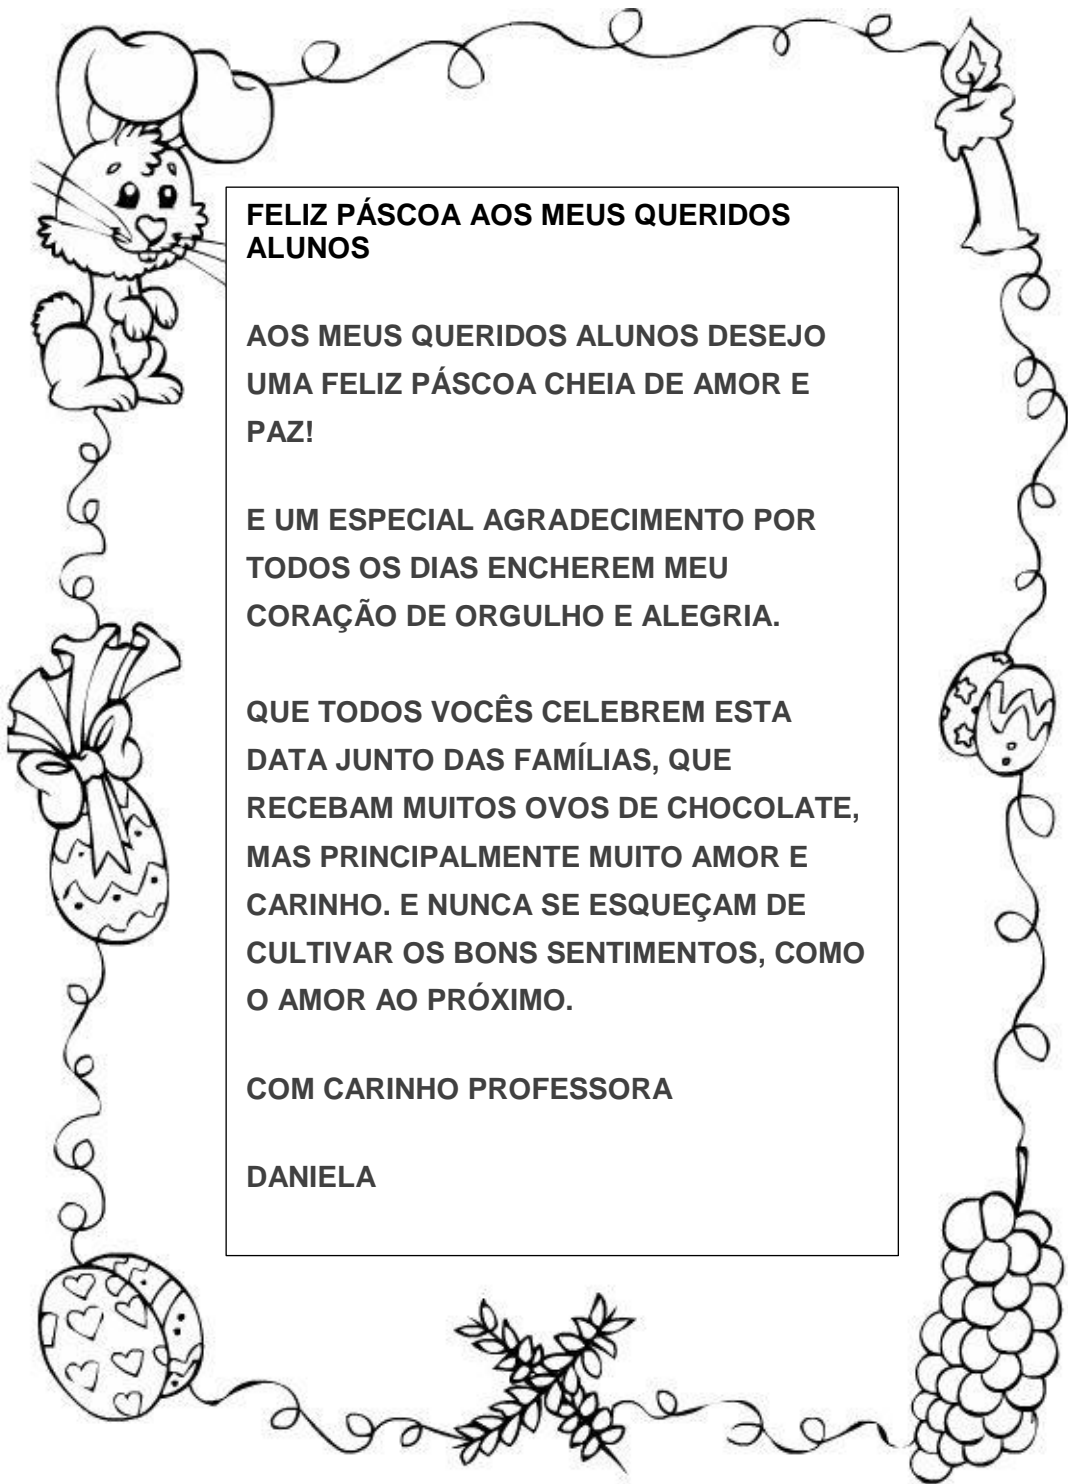 FELIZ PÁSCOA AOS MEUS QUERIDOS
ALUNOS
AOS MEUS QUERIDOS ALUNOS DESEJO
UMA FELIZ PÁSCOA CHEIA DE AMOR E
PAZ!
E UM ESPECIAL AGRADECIMENTO POR
TODOS OS DIAS ENCHEREM MEU
CORAÇÃO DE ORGULHO E ALEGRIA.
QUE TODOS VOCÊS CELEBREM ESTA
DATA JUNTO DAS FAMÍLIAS, QUE
RECEBAM MUITOS OVOS DE CHOCOLATE,
MAS PRINCIPALMENTE MUITO AMOR E
CARINHO. E NUNCA SE ESQUEÇAM DE
CULTIVAR OS BONS SENTIMENTOS, COMO
O AMOR AO PRÓXIMO.
COM CARINHO PROFESSORA
DANIELA